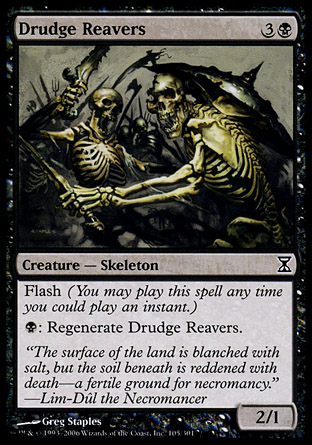 Drudge Reavers 3
Creature — Skeleton
Flash (You may play this spell any time
you could play an instant.)
: Regenerate Drudge Reavers.
"The surface of the land is blanched with
salt, but the soil beneath is reddened with
death—a fertile ground for necromancy."
—Lim-Dûl the Necromancer
Greg Staples
™ & © 1993–2006 Wizards of the Coast, Inc. 105/301
2/1